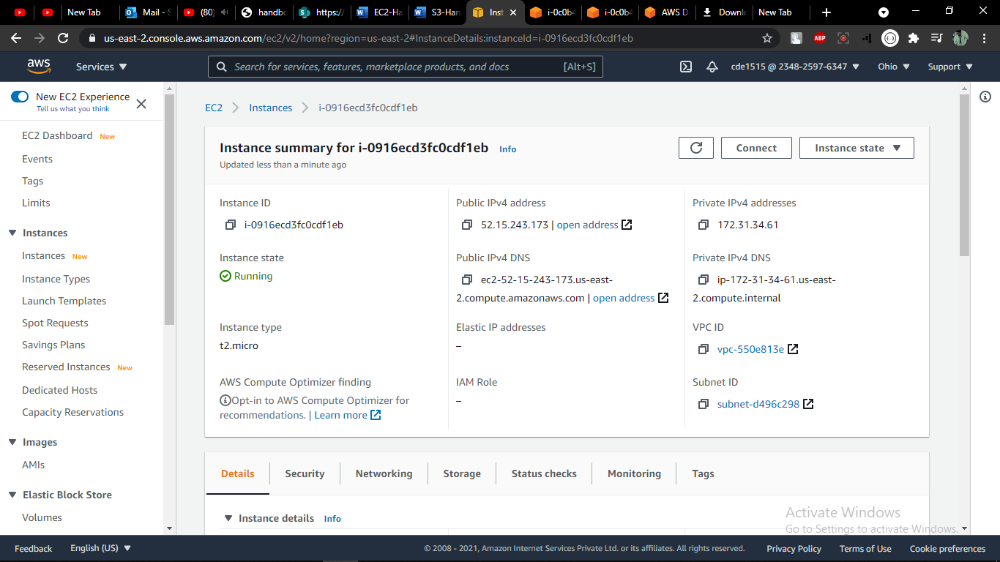 New Tab
Mail - S
(80)
handbo
https:/
EC2-Ha
S3-Han
Inst
i-0c0b4
i-0c0b4
AWS D
Downl
New Tab
us-east-2.console.aws.amazon.com/ec2/v2/home?region=us-east-2#InstanceDetails:instanceId=i-0916ecd3fc0cdf1eb
ABP
aws
Services
Search for services, features, marketplace products, and docs
[Alt+S]
cde1515 @ 2348-2597-6347
Ohio
Support
New EC2 Experience
Tell us what you think
EC2 Dashboard New
Events
Tags
Limits
Instances
Instances New
Instance Types
Launch Templates
Spot Requests
Savings Plans
Reserved Instances New
Dedicated Hosts
Capacity Reservations
Images
AMIs
Elastic Block Store
Volumes
EC2
Instances
i-0916ecd3fc0cdf1eb
Instance summary for i-0916ecd3fc0cdf1eb Info
Updated less than a minute ago
Connect
Instance state
Instance ID
i-0916ecd3fc0cdf1eb
Public IPv4 address
52.15.243.173 | open address
Private IPv4 addresses
172.31.34.61
Instance state
Running
Public IPv4 DNS
ec2-52-15-243-173.us-east-
2.compute.amazonaws.com | open address
Private IPv4 DNS
ip-172-31-34-61.us-east-
2.compute.internal
Instance type
t2.micro
Elastic IP addresses
–
VPC ID
vpc-550e813e
AWS Compute Optimizer finding
Opt-in to AWS Compute Optimizer for
recommendations. | Learn more
IAM Role
–
Subnet ID
subnet-d496c298
Details
Security
Networking
Storage
Status checks
Monitoring
Tags
Instance details Info
Activate Windows
Go to Settings to activate Windows.
Feedback
English (US)
© 2008 - 2021, Amazon Internet Services Private Ltd. or its affiliates. All rights reserved.
Privacy Policy
Terms of Use
Cookie preferences